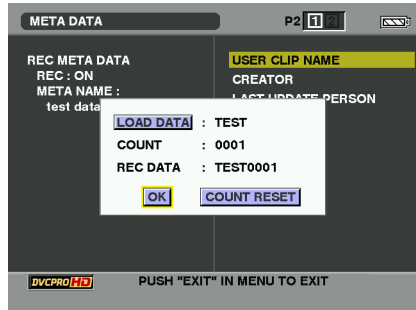 META DATA
P2 1 2
REC META DATA
REC : ON
META NAME :
test data
USER CLIP NAME
CREATOR
LAST UPDATE PERSON
LOAD DATA : TEST
COUNT : 0001
REC DATA : TEST0001
OK COUNT RESET
DVCPRO HD PUSH "EXIT" IN MENU TO EXIT